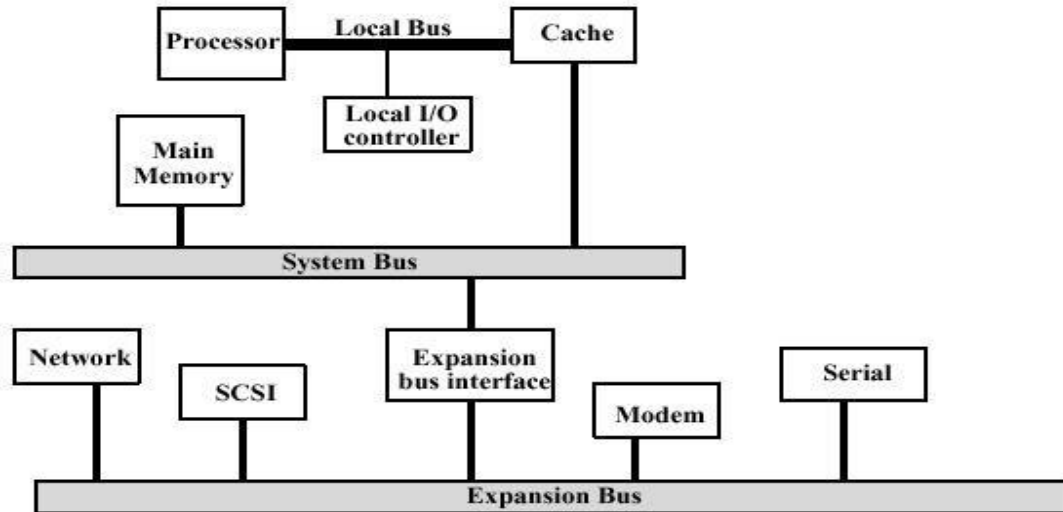 Processor
Local Bus
Cache
Local I/O
controller
Main
Memory
System Bus
Network
SCSI
Expansion
bus interface
Modem
Serial
Expansion Bus